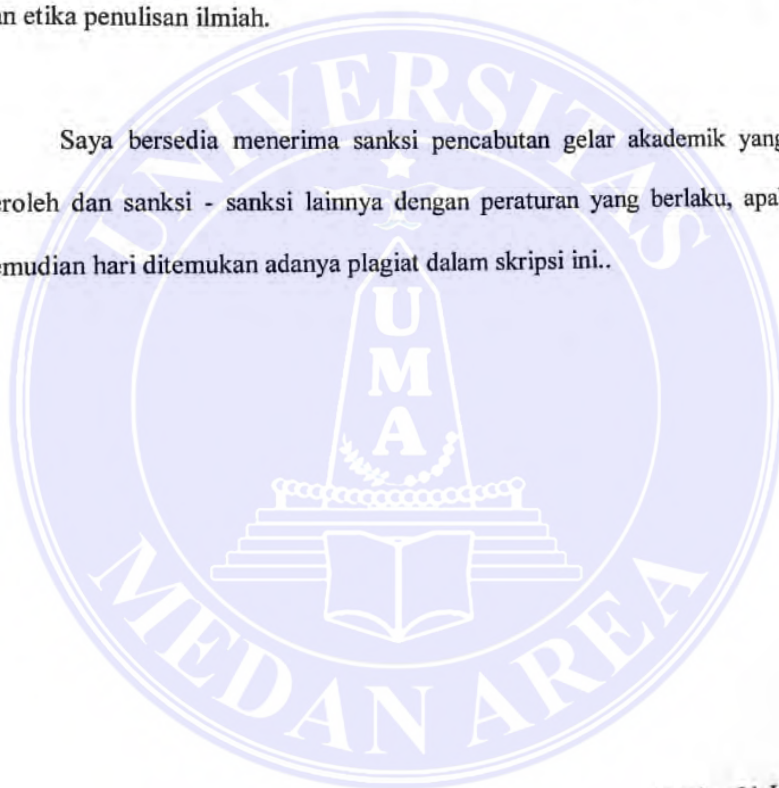 an etika penulisan ilmiah.
Saya bersedia menerima sanksi pencabutan gelar akademik yang
eroleh dan sanksi - sanksi lainnya dengan peraturan yang berlaku, apal
emudian hari ditemukan adanya plagiat dalam skripsi ini..
UNIVERSITAS
UMA
MEDAN AREA